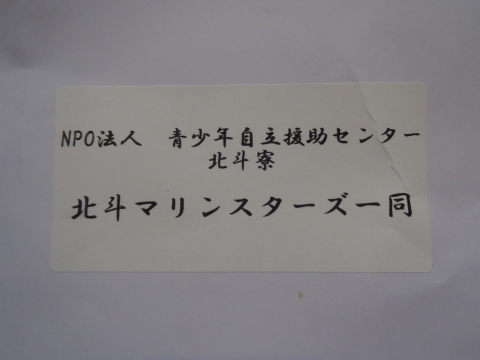 NPO法人　青少年自立援助センター
北斗寮
北斗マリンスターズ一同